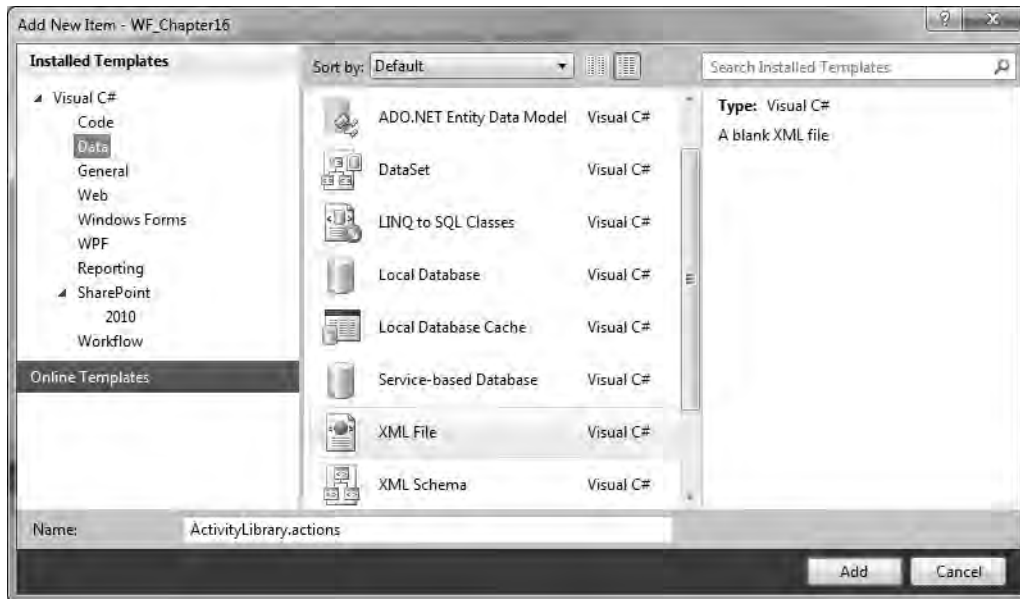 Add New Item - WF_Chapter16
Installed Templates
Visual C#
Code
Data
General
Web
Windows Forms
WPF
Reporting
SharePoint
2010
Workflow
Online Templates
Sort by: Default
ADO.NET Entity Data Model Visual C#
DataSet Visual C#
LINQ to SQL Classes Visual C#
Local Database Visual C#
Local Database Cache Visual C#
Service-based Database Visual C#
XML File Visual C#
XML Schema Visual C#
Search Installed Templates
Type: Visual C#
A blank XML file
Name: ActivityLibrary.actions
Add Cancel